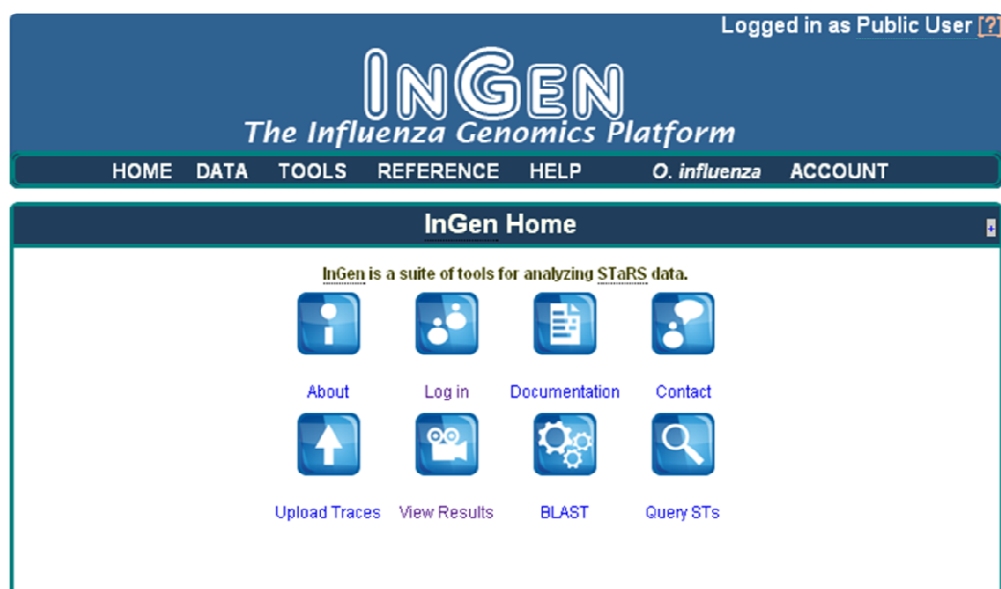 Logged in as Public User [?]
InGen
The Influenza Genomics Platform
HOME DATA TOOLS REFERENCE HELP O. influenza ACCOUNT
InGen Home
+
InGen is a suite of tools for analyzing STaRS data.
About Log in Documentation Contact
Upload Traces View Results BLAST Query STs